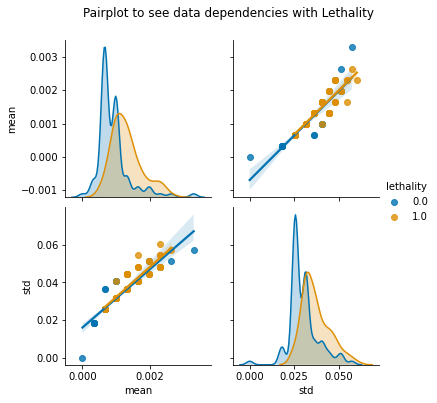 Pairplot to see data dependencies with Lethality
0.003
0.002
0.001
0.000
−0.001
mean
lethality
0.0
1.0
0.06
0.04
0.02
0.00
std
0.000 0.002
mean
0.000 0.025 0.050
std